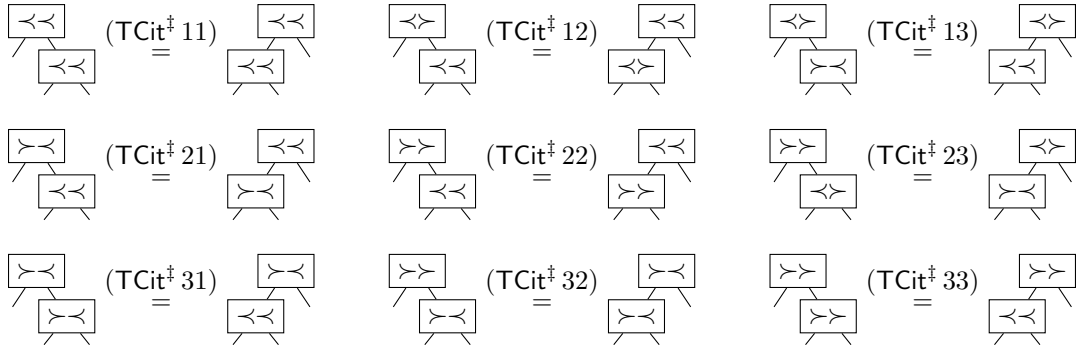 ≺≺ (TCit‡ 11) ≺≺ ≺≻ (TCit‡ 12) ≺≺ ≺≻ (TCit‡ 13) ≺≻
≺≺ = ≺≺ ≺≺ = ≺≻ ≻≺ = ≺≺
≻≺ (TCit‡ 21) ≺≺ ≻≻ (TCit‡ 22) ≺≺ ≻≻ (TCit‡ 23) ≺≻
≺≺ = ≻≺ ≺≺ = ≻≻ ≺≻ = ≻≺
≻≺ (TCit‡ 31) ≻≺ ≻≻ (TCit‡ 32) ≻≺ ≻≻ (TCit‡ 33) ≻≻
≻≺ = ≺≺ ≻≺ = ≻≺ ≻≻ = ≺≺